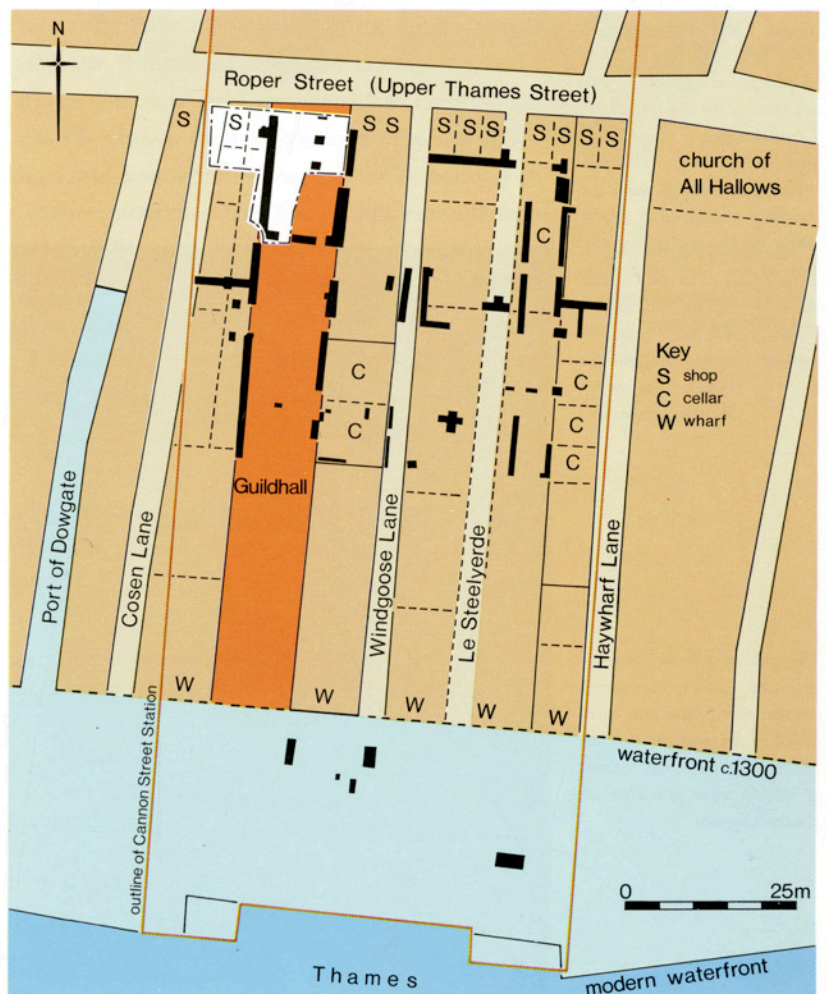 N
Roper Street (Upper Thames Street)
S
S
S S
S S S
S S S S
church of
All Hallows
C
Key
S shop
C cellar
W wharf
C
C
C
C
C
Guildhall
Port of Dowgate
Cosen Lane
Windgoose Lane
Le Steelyerde
Haywharf Lane
W
W
W
W
W
outline of Cannon Street Station
waterfront c.1300
0 25m
Thames
modern waterfront